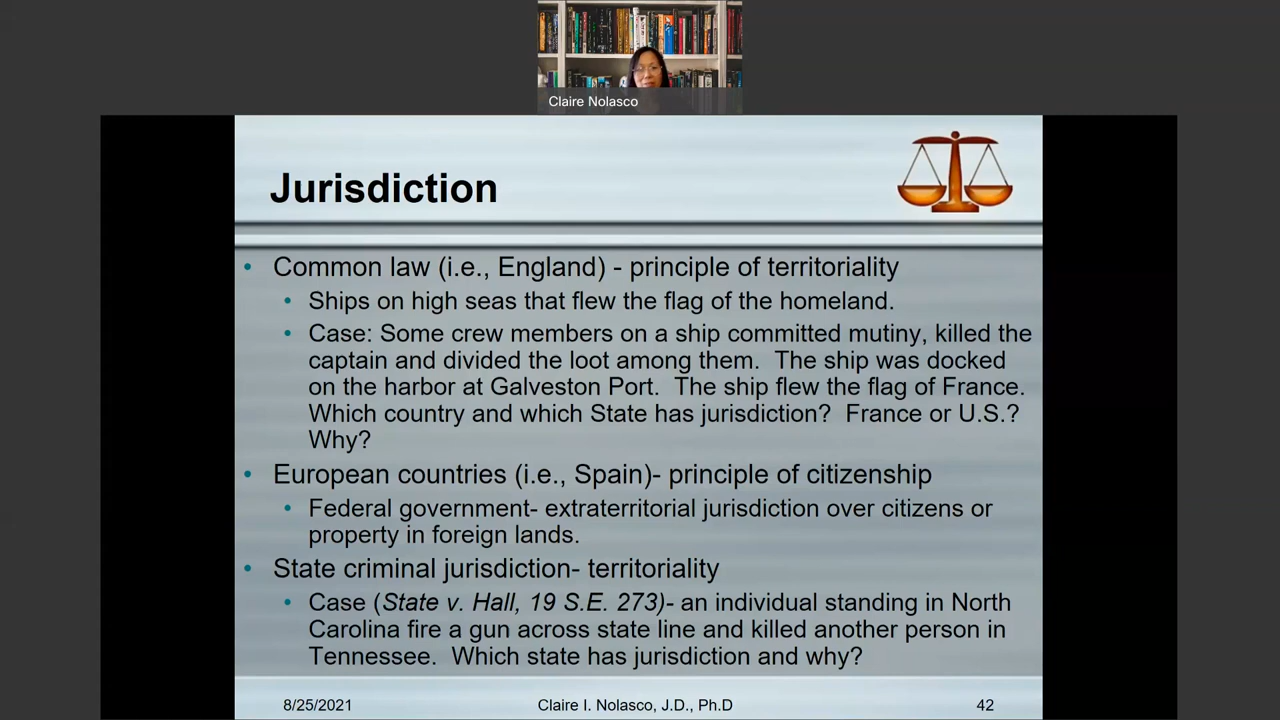 Claire Nolasco
Jurisdiction
• Common law (i.e., England) - principle of territoriality
• Ships on high seas that flew the flag of the homeland.
• Case: Some crew members on a ship committed mutiny, killed the
captain and divided the loot among them. The ship was docked
on the harbor at Galveston Port. The ship flew the flag of France.
Which country and which State has jurisdiction? France or U.S.?
Why?
• European countries (i.e., Spain)- principle of citizenship
• Federal government- extraterritorial jurisdiction over citizens or
property in foreign lands.
• State criminal jurisdiction- territoriality
• Case (State v. Hall, 19 S.E. 273)- an individual standing in North
Carolina fire a gun across state line and killed another person in
Tennessee. Which state has jurisdiction and why?
8/25/2021 Claire I. Nolasco, J.D., Ph.D 42